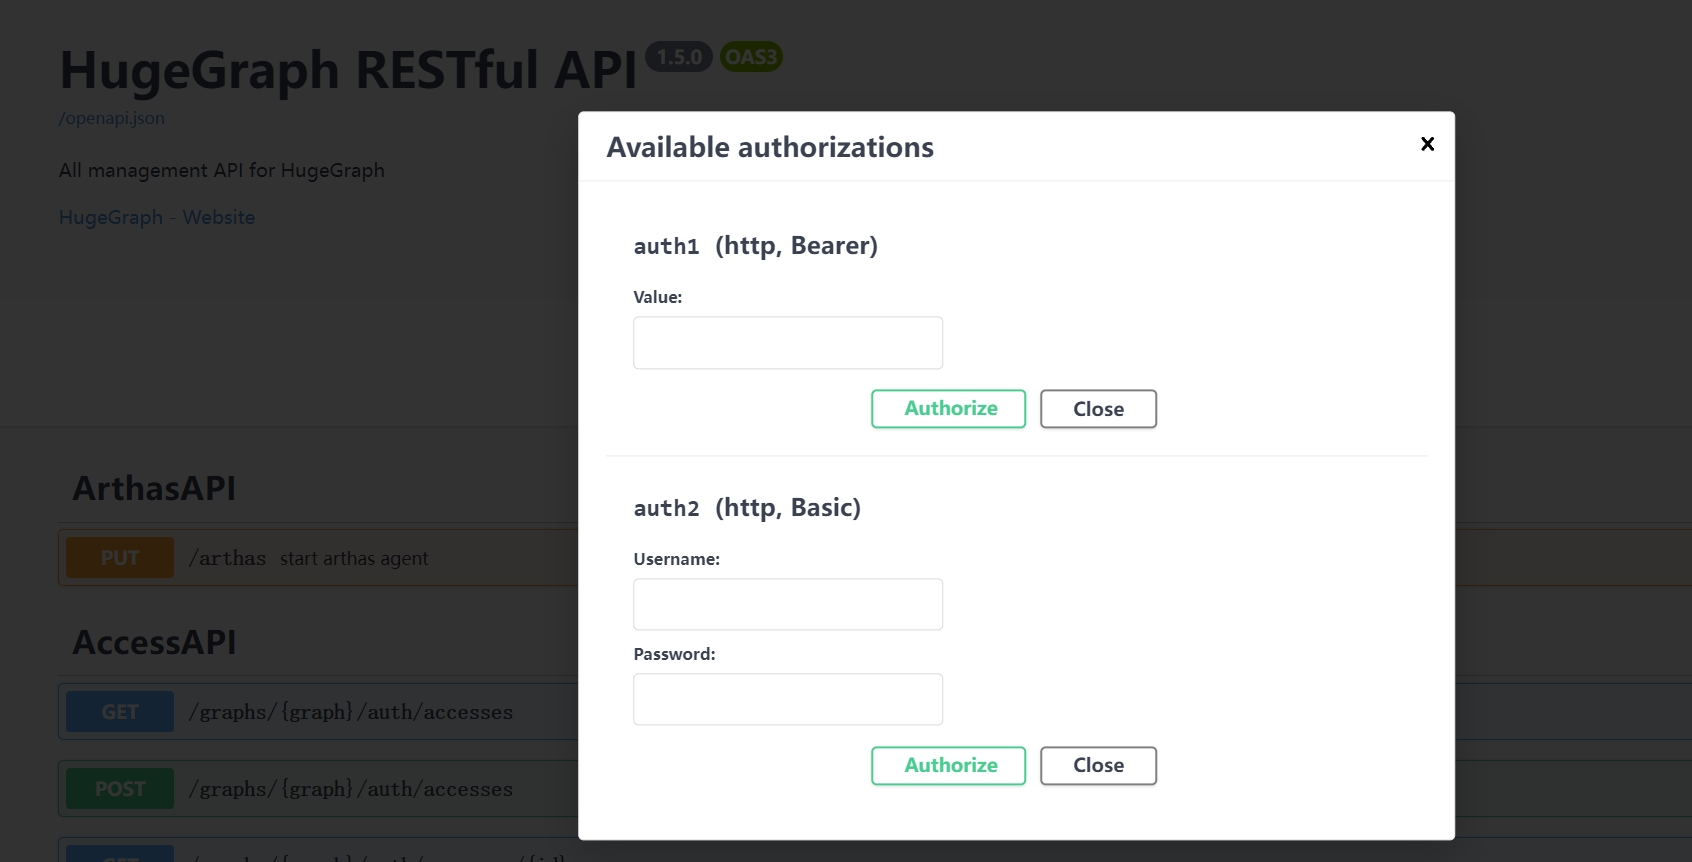 HugeGraph RESTful API 1.5.0 OAS3
/openapi.json
All management API for HugeGraph
HugeGraph - Website
Available authorizations
auth1 (http, Bearer)
Value:
Authorize Close
auth2 (http, Basic)
Username:
Password:
Authorize Close
ArthasAPI
PUT /arthas start arthas agent
AccessAPI
GET /graphs/{graph}/auth/accesses
POST /graphs/{graph}/auth/accesses
GET